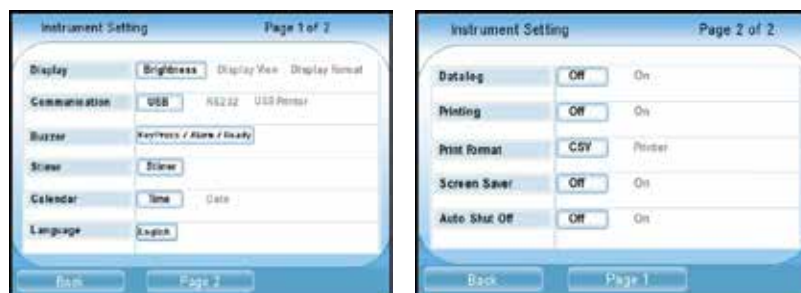 Instrument Setting Page 1 of 2
Display Brightness Display View Display Format
Communication USB RS232 USB Printer
Buzzer KeyPress / Alarm / Ready
Stirrer Stirrer
Calendar Time Date
Language English
Back Page 2
Instrument Setting Page 2 of 2
Datalog Off On
Printing Off On
Print Format CSV Printer
Screen Saver Off On
Auto Shut Off Off On
Back Page 1